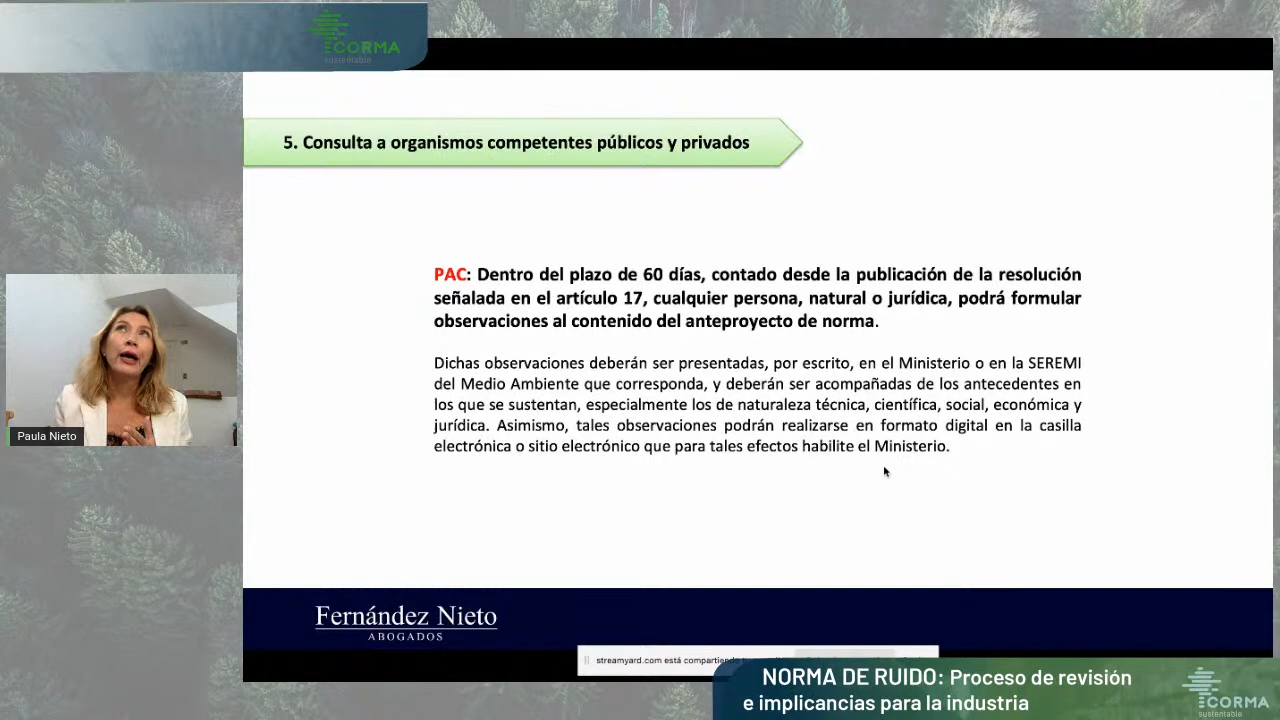 CORMA
sustentable
5. Consulta a organismos competentes públicos y privados
PAC: Dentro del plazo de 60 días, contado desde la publicación de la resolución
señalada en el artículo 17, cualquier persona, natural o jurídica, podrá formular
observaciones al contenido del anteproyecto de norma.
Dichas observaciones deberán ser presentadas, por escrito, en el Ministerio o en la SEREMI
del Medio Ambiente que corresponda, y deberán ser acompañadas de los antecedentes en
los que se sustentan, especialmente los de naturaleza técnica, científica, social, económica y
jurídica. Asimismo, tales observaciones podrán realizarse en formato digital en la casilla
electrónica o sitio electrónico que para tales efectos habilite el Ministerio.
Paula Nieto
Fernández Nieto
ABOGADOS
streamyard.com está compartiendo
NORMA DE RUIDO: Proceso de revisión
e implicancias para la industria
CORMA
sustentable